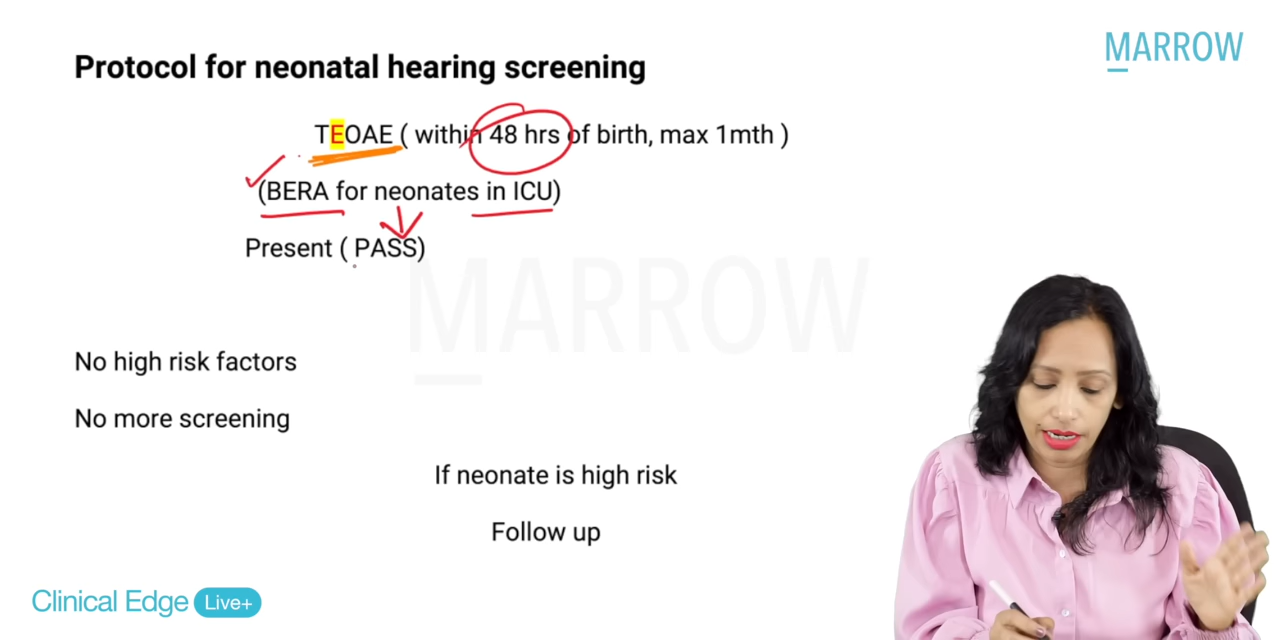 MARROW
Protocol for neonatal hearing screening
TEOAE ( within 48 hrs of birth, max 1mth )
(BERA for neonates in ICU)
Present ( PASS)
MARROW
No high risk factors
No more screening
If neonate is high risk
Follow up
Clinical Edge Live+